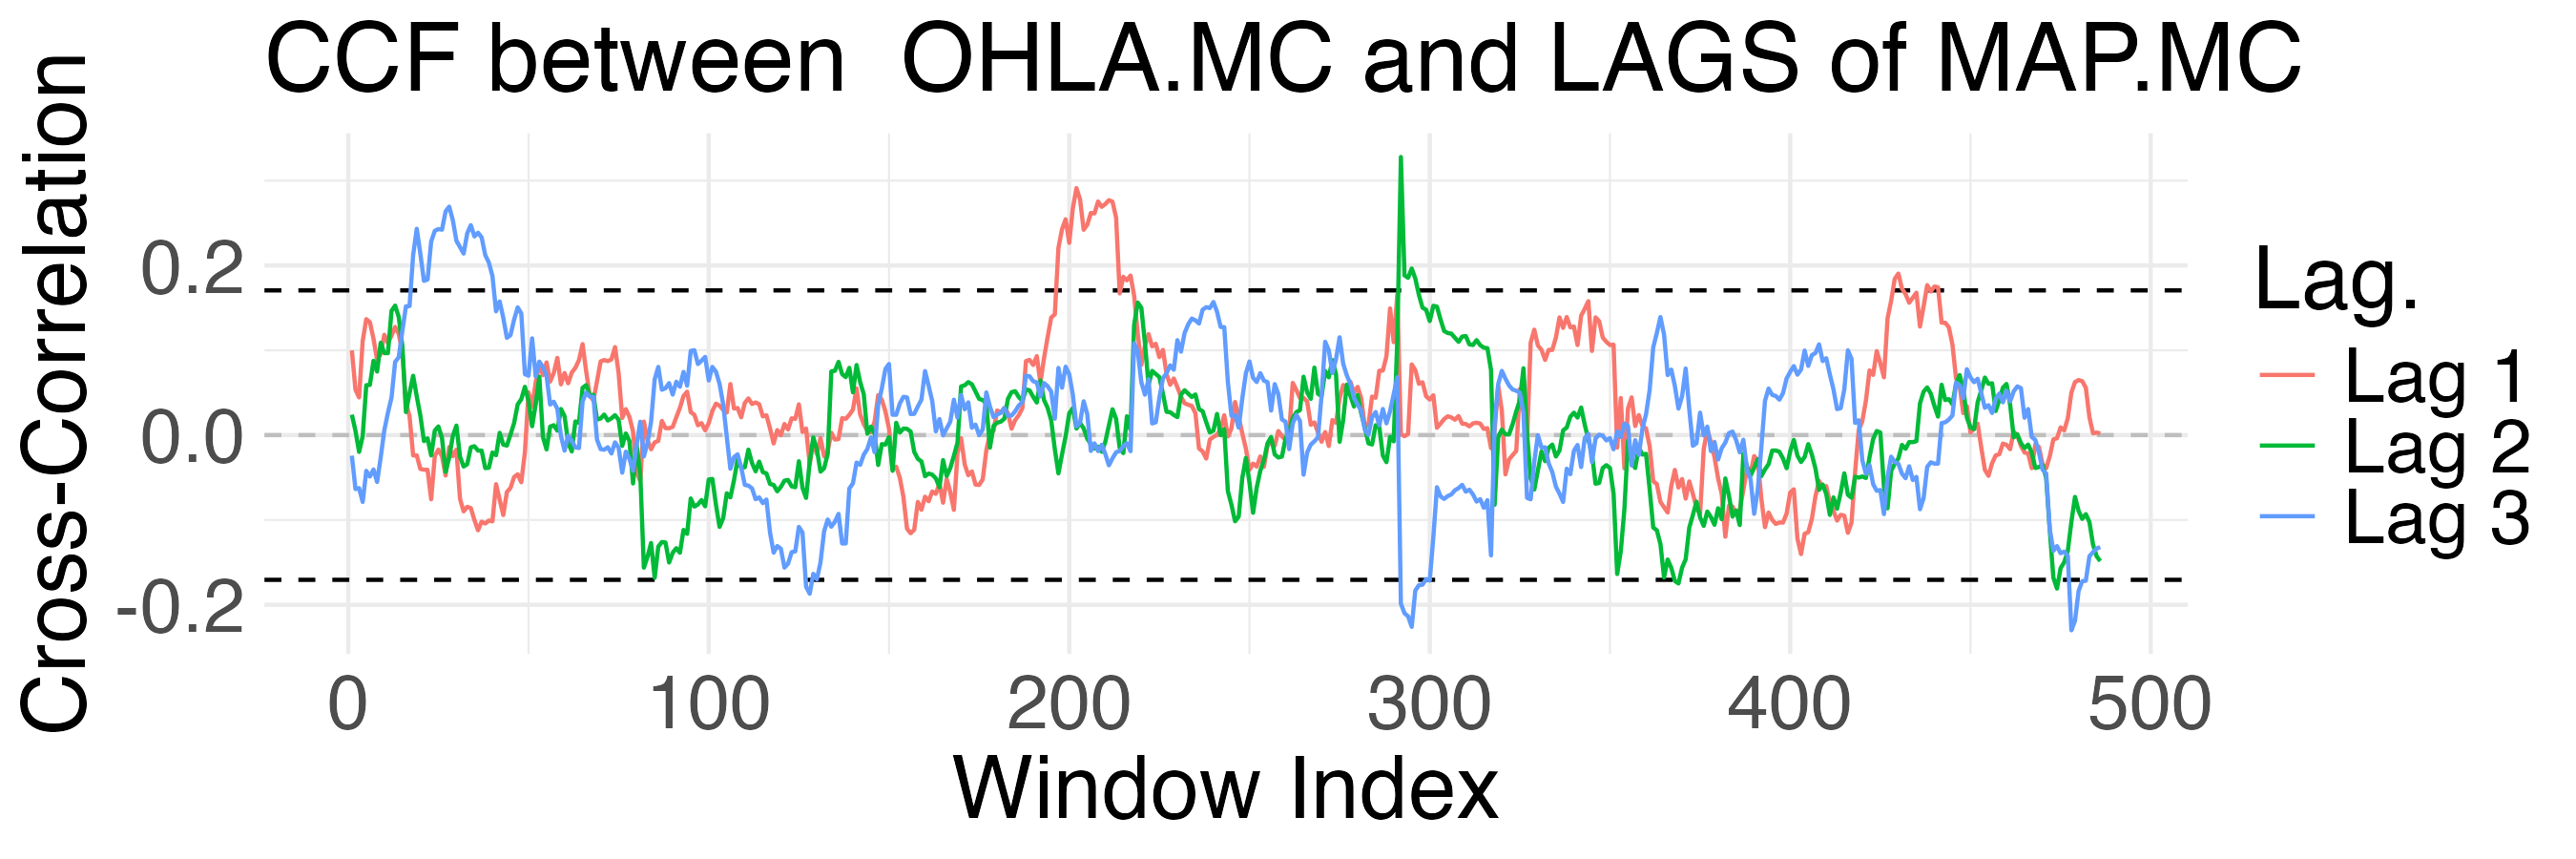 CCF between  OHLA.MC and LAGS of MAP.MC
Cross-Correlation
0.2
0.0
-0.2
0 100 200 300 400 500
Window Index
Lag.
Lag 1
Lag 2
Lag 3